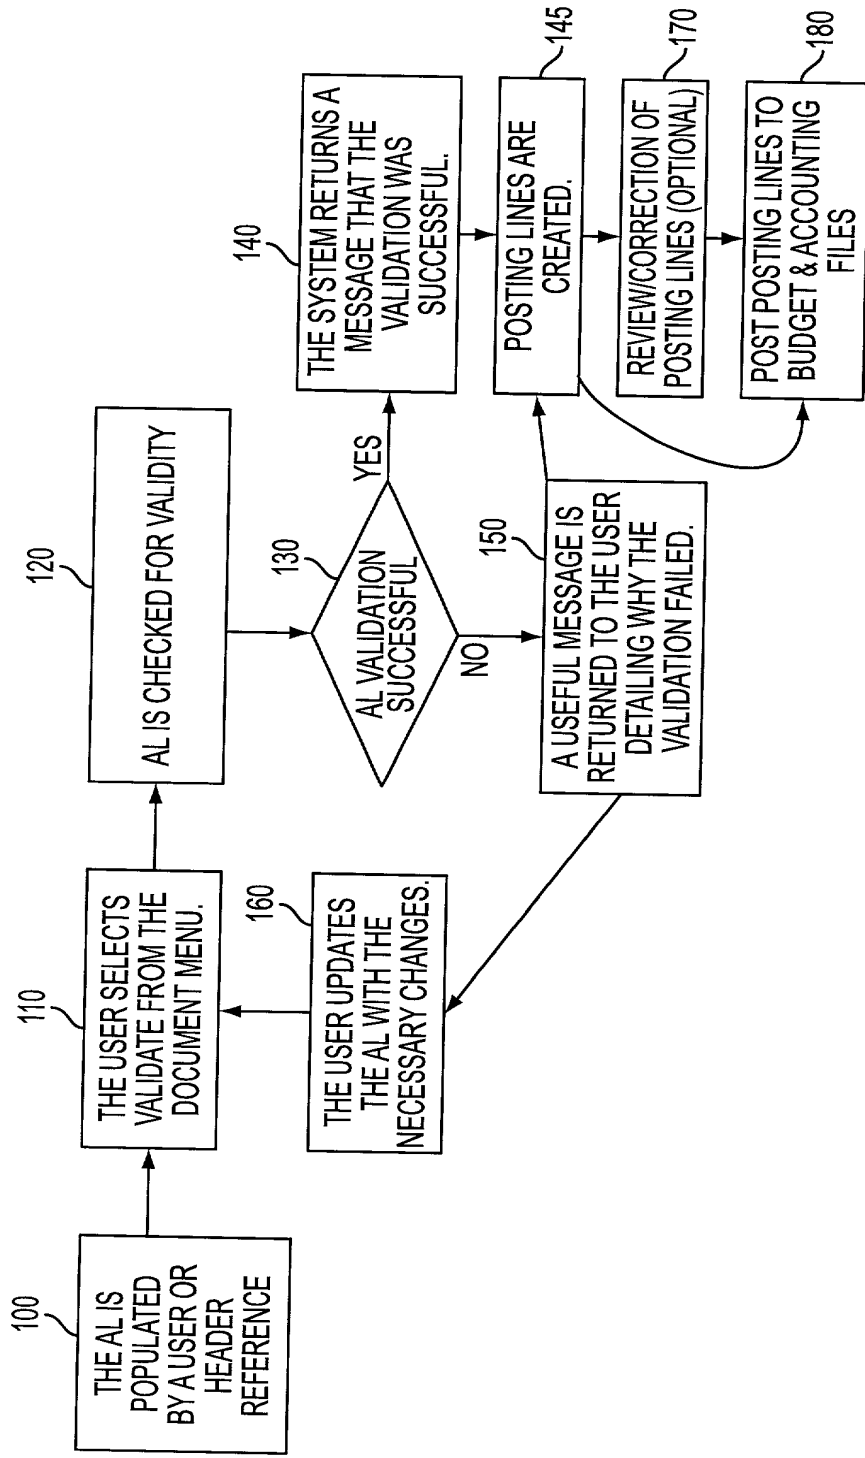 100
THE AL IS
POPULATED
BY A USER OR
HEADER
REFERENCE
110
THE USER SELECTS
VALIDATE FROM THE
DOCUMENT MENU.
120
AL IS CHECKED FOR VALIDITY
130
AL VALIDATION
SUCCESSFUL
YES
NO
140
THE SYSTEM RETURNS A
MESSAGE THAT THE
VALIDATION WAS
SUCCESSFUL.
145
POSTING LINES ARE
CREATED.
150
A USEFUL MESSAGE IS
RETURNED TO THE USER
DETAILING WHY THE
VALIDATION FAILED.
160
THE USER UPDATES
THE AL WITH THE
NECESSARY CHANGES.
170
REVIEW/CORRECTION OF
POSTING LINES (OPTIONAL)
180
POST POSTING LINES TO
BUDGET & ACCOUNTING
FILES